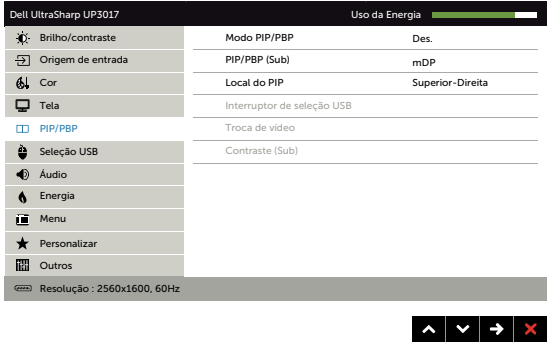 Dell UltraSharp UP3017
Uso da Energia
Brilho/contraste
Origem de entrada
Cor
Tela
PIP/PBP
Seleção USB
Áudio
Energia
Menu
Personalizar
Outros
Modo PIP/PBP Des.
PIP/PBP (Sub) mDP
Local do PIP Superior-Direita
Interruptor de seleção USB
Troca de vídeo
Contraste (Sub)
Resolução : 2560x1600, 60Hz